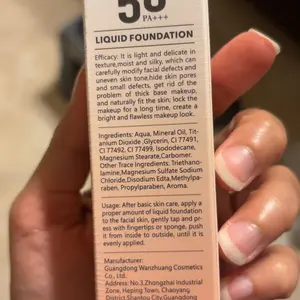 50
PA+++
LIQUID FOUNDATION
Efficacy: It is light and delicate in
texture,moist and silky, which can
carefully modify facial defects and
uneven skin tone,hide skin pores
and small defects, get rid of the
problem of thick base makeup,
and naturally fit the skin; lock the
makeup for a long time, create a
bright and flawless makeup look.
Ingredients: Aqua, Mineral Oil, Tit-
anium Dioxide ,Glycerin, CI 77491,
CI 77492, CI 77499, Isododecane,
Magnesium Stearate,Carbomer.
Other Trace ingredients: Triethano-
lamine,Magnesium Sulfate Sodium
Chloride,Disodium Edta,Methylpa-
raben, Propylparaben, Aroma.
Usage: After basic skin care, apply a
proper amount of liquid foundation
to the facial skin, gently tap and pr-
ess with fingertips or sponge, push
it from inside to outside, until it is
evenly applied.
Manufacturer:
Guangdong Wanzhuang Cosmetics
Co., Ltd.
Address: No.3,Zhongzhai Industrial
Zone, Heping Town, Chaoyang
District Shantou City,Guangdong